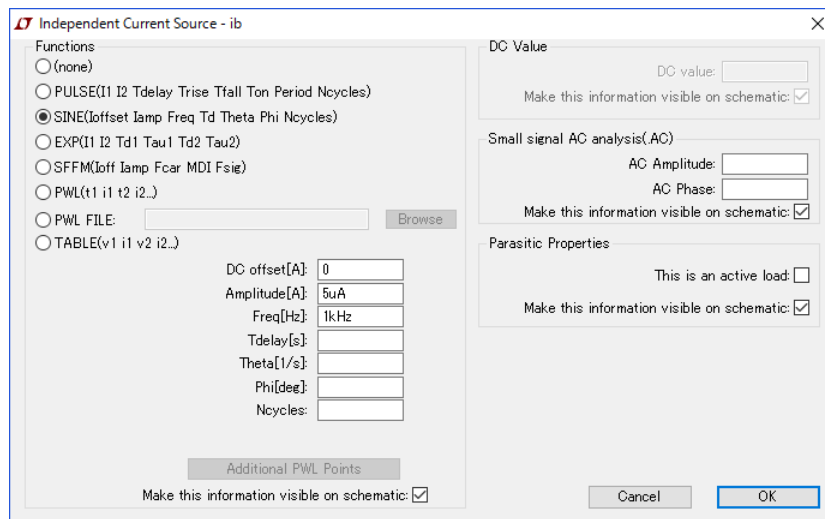 Independent Current Source - ib
Functions
(none)
PULSE(I1 I2 Tdelay Trise Tfall Ton Period Ncycles)
SINE(Ioffset Iamp Freq Td Theta Phi Ncycles)
EXP(I1 I2 Td1 Tau1 Td2 Tau2)
SFFM(Ioff Iamp Fcar MDI Fsig)
PWL(t1 i1 t2 i2...)
PWL FILE:
Browse
TABLE(v1 i1 v2 i2...)
DC offset[A]: 0
Amplitude[A]: 5uA
Freq[Hz]: 1kHz
Tdelay[s]:
Theta[1/s]:
Phi[deg]:
Ncycles:
Additional PWL Points
Make this information visible on schematic:
DC Value
DC value:
Make this information visible on schematic:
Small signal AC analysis(.AC)
AC Amplitude:
AC Phase:
Make this information visible on schematic:
Parasitic Properties
This is an active load:
Make this information visible on schematic:
Cancel
OK